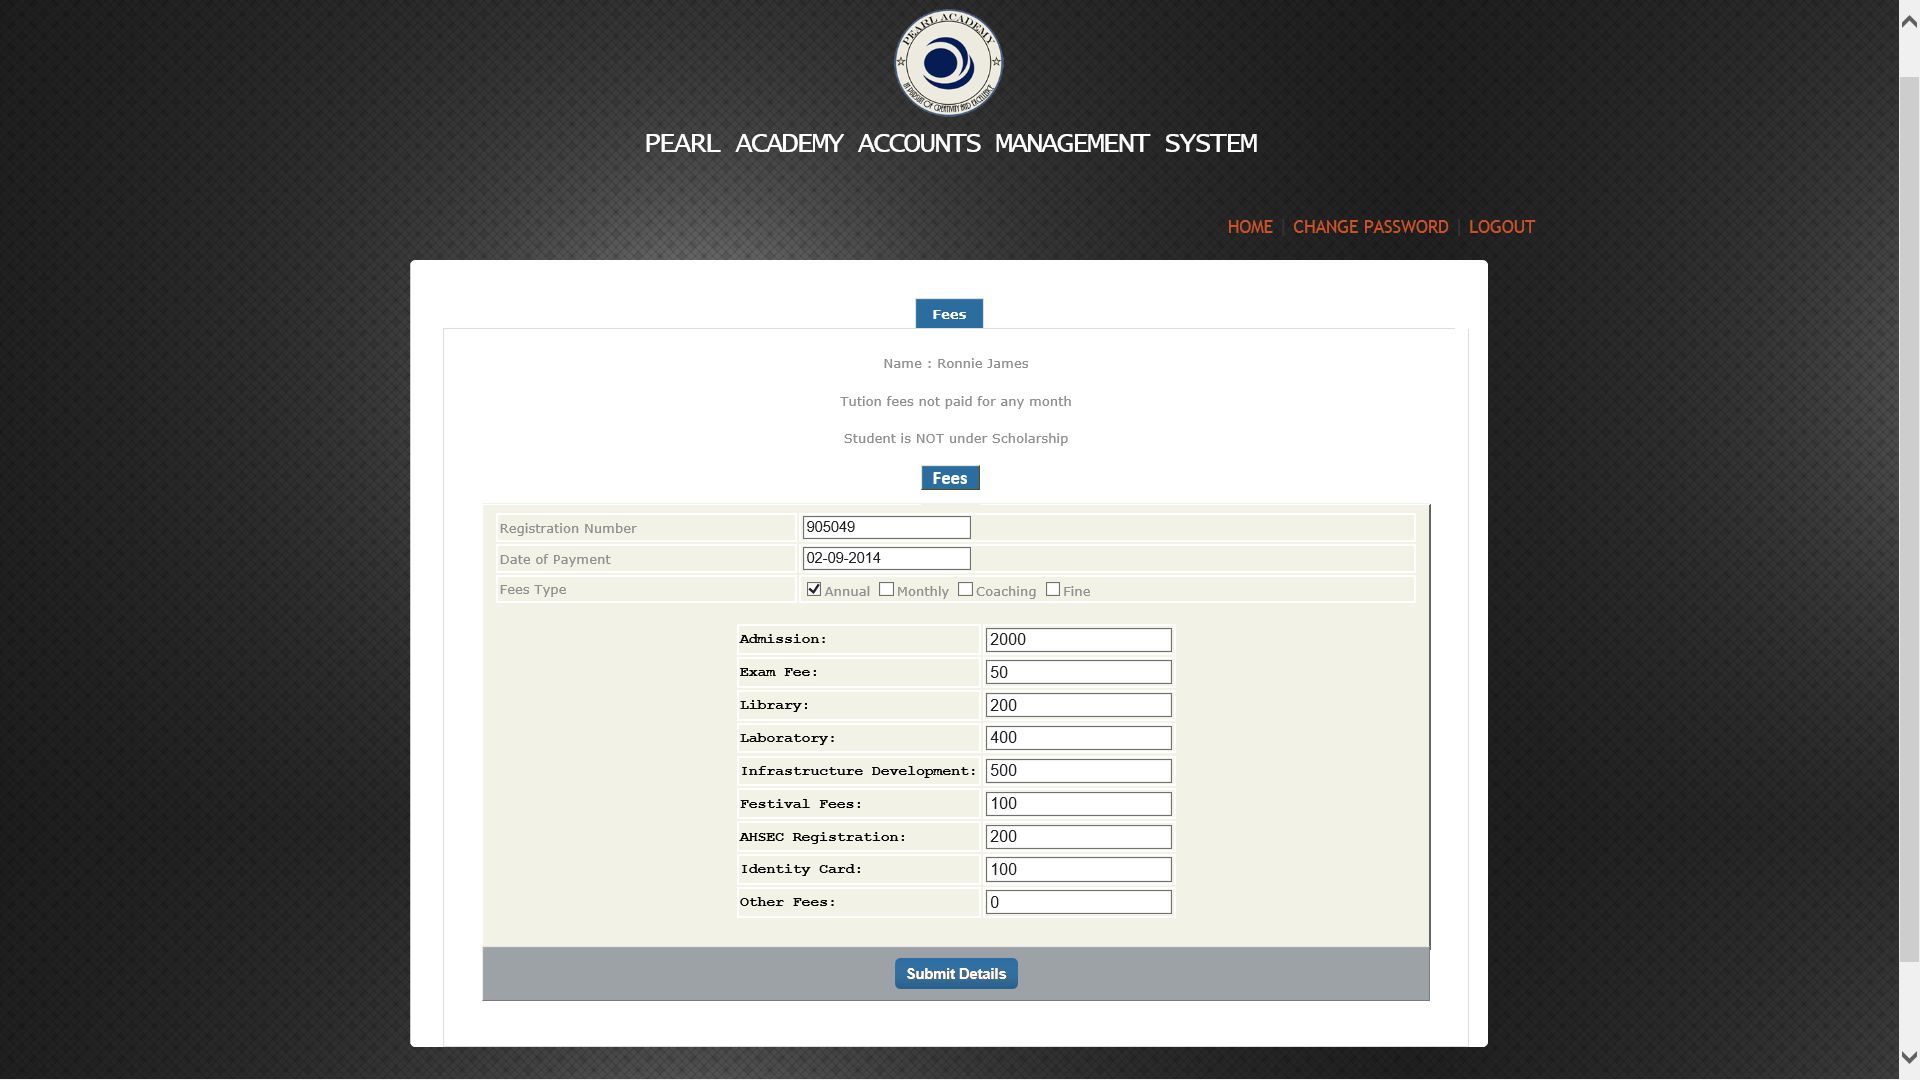 PEARL ACADEMY
IN PURSUIT OF CREATIVITY AND EXCELLENCE
PEARL ACADEMY ACCOUNTS MANAGEMENT SYSTEM
HOME | CHANGE PASSWORD | LOGOUT
Fees
Name : Ronnie James
Tution fees not paid for any month
Student is NOT under Scholarship
Fees
Registration Number 905049
Date of Payment 02-09-2014
Fees Type Annual Monthly Coaching Fine
Admission: 2000
Exam Fee: 50
Library: 200
Laboratory: 400
Infrastructure Development: 500
Festival Fees: 100
AHSEC Registration: 200
Identity Card: 100
Other Fees: 0
Submit Details